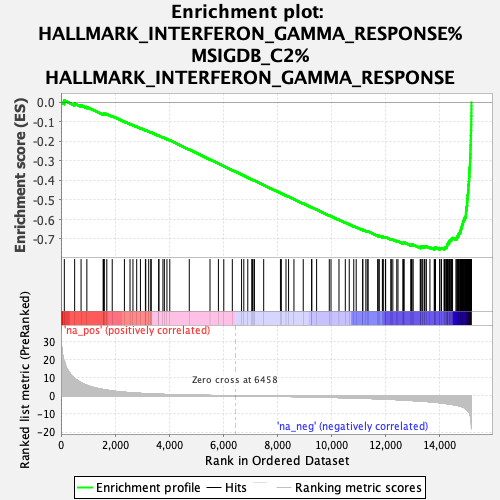 Enrichment plot:
HALLMARK_INTERFERON_GAMMA_RESPONSE%
MSIGDB_C2%
HALLMARK_INTERFERON_GAMMA_RESPONSE
Enrichment score (ES)
0.0
-0.1
-0.2
-0.3
-0.4
-0.5
-0.6
-0.7
'na_pos' (positively correlated)
Ranked list metric (PreRanked)
30
20
10
0
-10
-20
Zero cross at 6458
'na_neg' (negatively correlated)
0 2,000 4,000 6,000 8,000 10,000 12,000 14,000
Rank in Ordered Dataset
Enrichment profile Hits Ranking metric scores